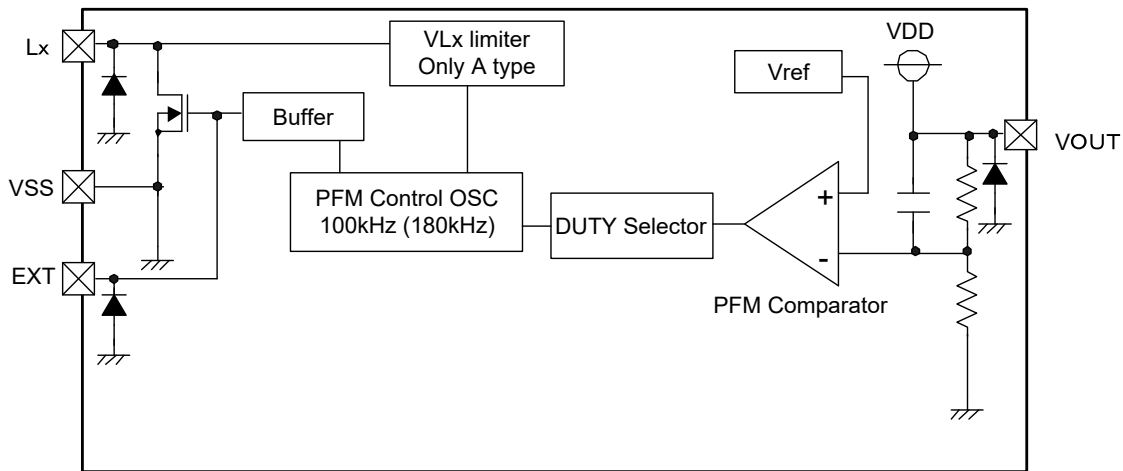 Lx
VLx limiter
Only A type
VDD
Vref
Buffer
VOUT
VSS
PFM Control OSC
100kHz (180kHz)
DUTY Selector
+
-
EXT
PFM Comparator